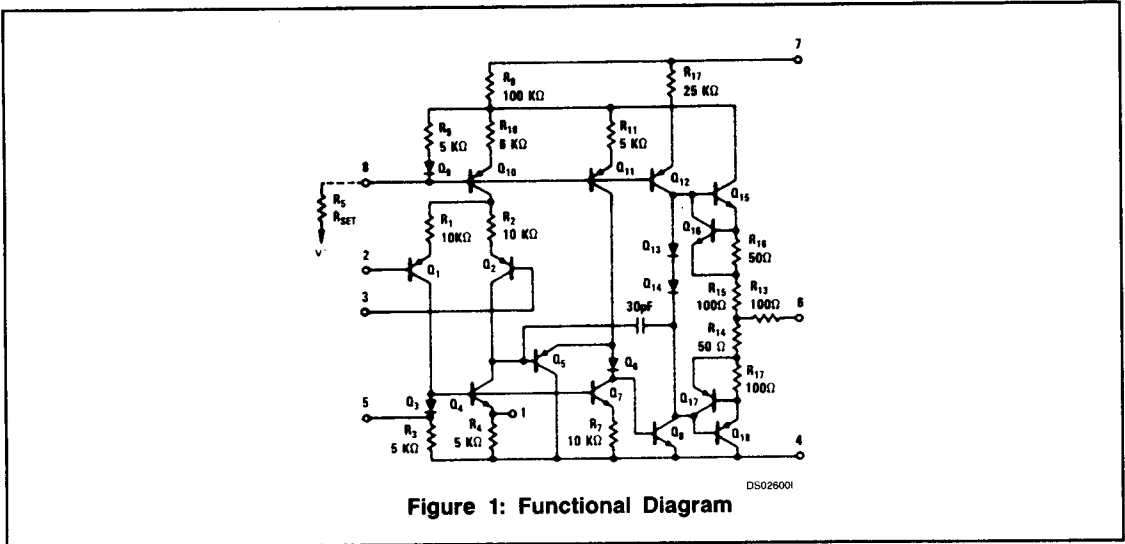 7
R9
100 KΩ
R17
25 KΩ
R9
5 KΩ
R10
6 KΩ
R11
5 KΩ
8
Q9
Q10
Q11
Q12
Q15
R5
RSET
R1
10KΩ
R2
10 KΩ
Q16
R16
50Ω
2
Q1
Q2
Q13
3
Q14
R15
100Ω
R13
100Ω
6
30pF
R14
50 Ω
Q5
Q6
R17
100Ω
Q3
Q4
Q7
Q17
5
1
R3
5 KΩ
R4
5 KΩ
R7
10 KΩ
Q8
Q18
4
DS02600I
Figure 1: Functional Diagram